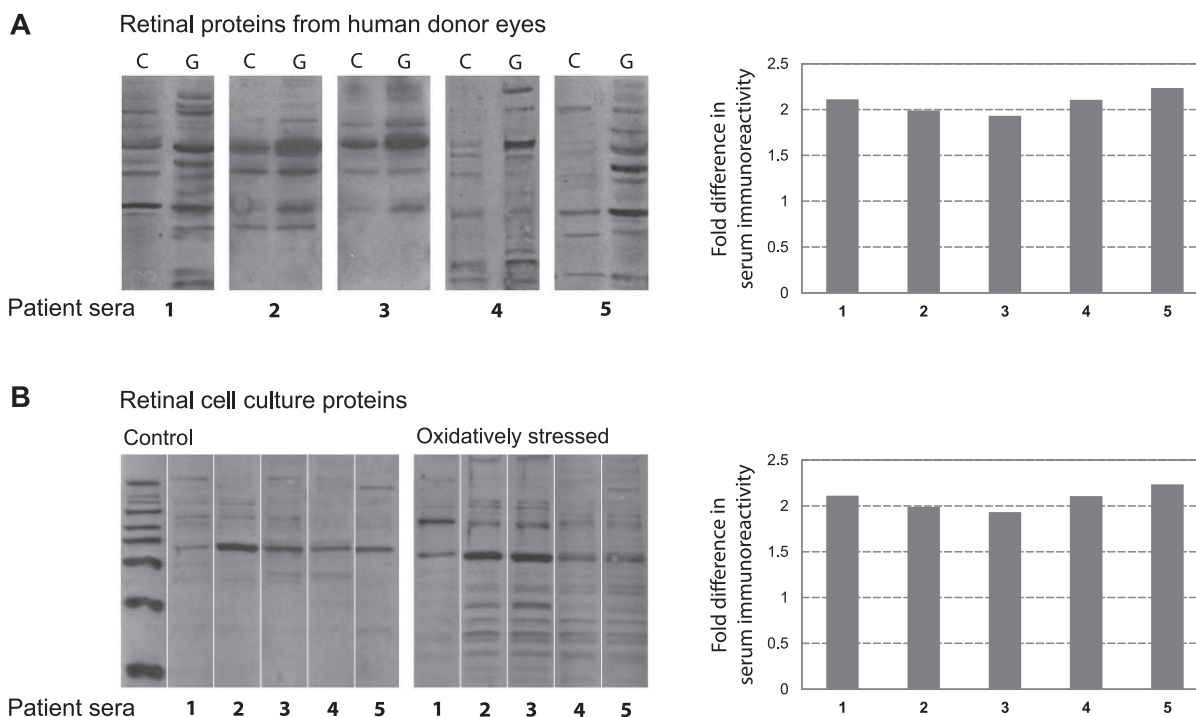 A
Retinal proteins from human donor eyes
C G C G C G C G C G
Patient sera 1 2 3 4 5
Fold difference in
serum immunoreactivity
2.5
2
1.5
1
0.5
0
1 2 3 4 5
B
Retinal cell culture proteins
Control
Oxidatively stressed
Patient sera 1 2 3 4 5 1 2 3 4 5
Fold difference in
serum immunoreactivity
2.5
2
1.5
1
0.5
0
1 2 3 4 5